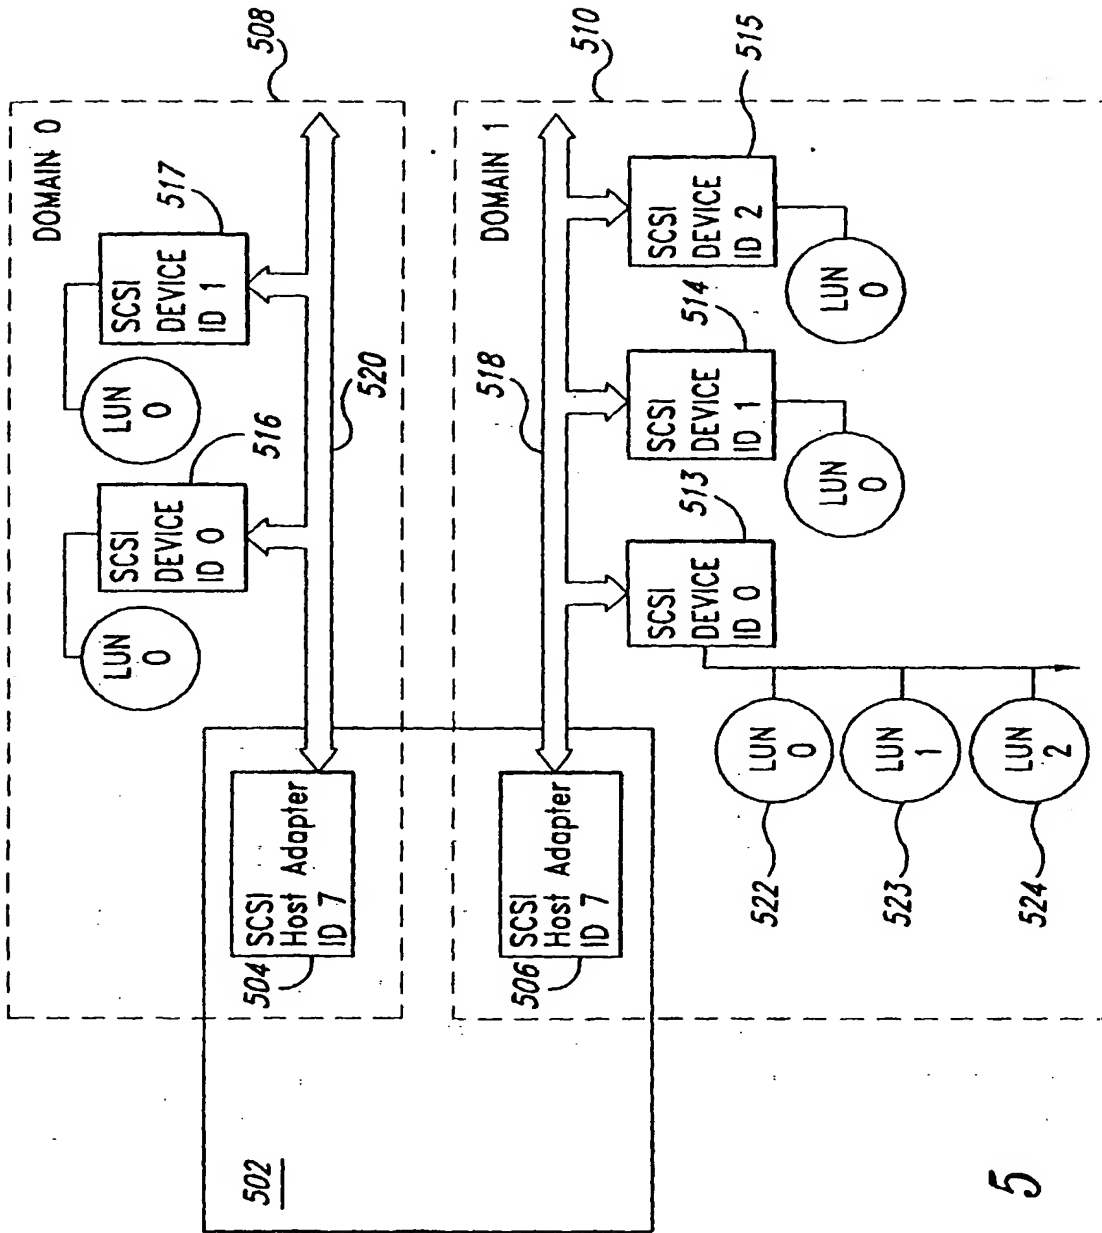 508
DOMAIN 0
517
SCSI
DEVICE
ID 1
LUN
0
516
SCSI
DEVICE
ID 0
LUN
0
520
SCSI
Host Adapter
ID 7
504
510
DOMAIN 1
515
SCSI
DEVICE
ID 2
LUN
0
518
514
SCSI
DEVICE
ID 1
LUN
0
513
SCSI
DEVICE
ID 0
LUN
0
LUN
1
LUN
2
522
523
524
SCSI
Host Adapter
ID 7
506
502
5